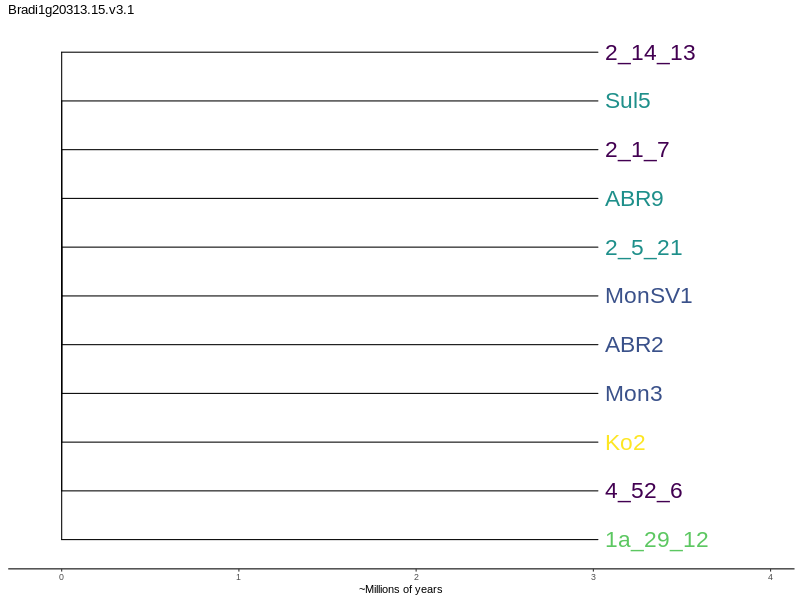 Bradi1g20313.15.v3.1
2_14_13
Sul5
2_1_7
ABR9
2_5_21
MonSV1
ABR2
Mon3
Ko2
4_52_6
1a_29_12
0 1 2 3 4
~Millions of years